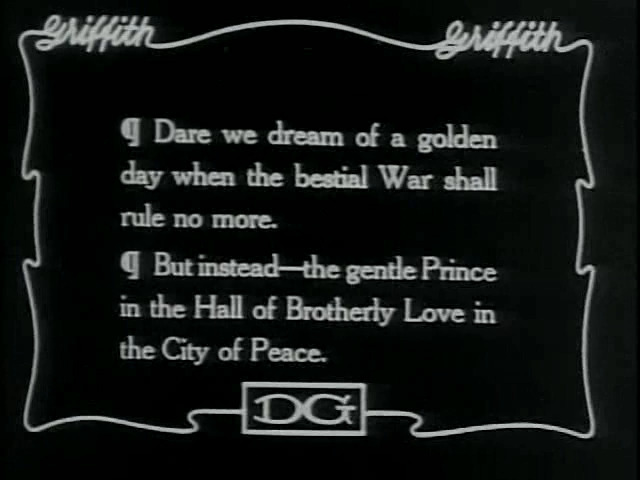 Griffith Griffith
¶ Dare we dream of a golden
day when the bestial War shall
rule no more.
¶ But instead—the gentle Prince
in the Hall of Brotherly Love in
the City of Peace.
DG